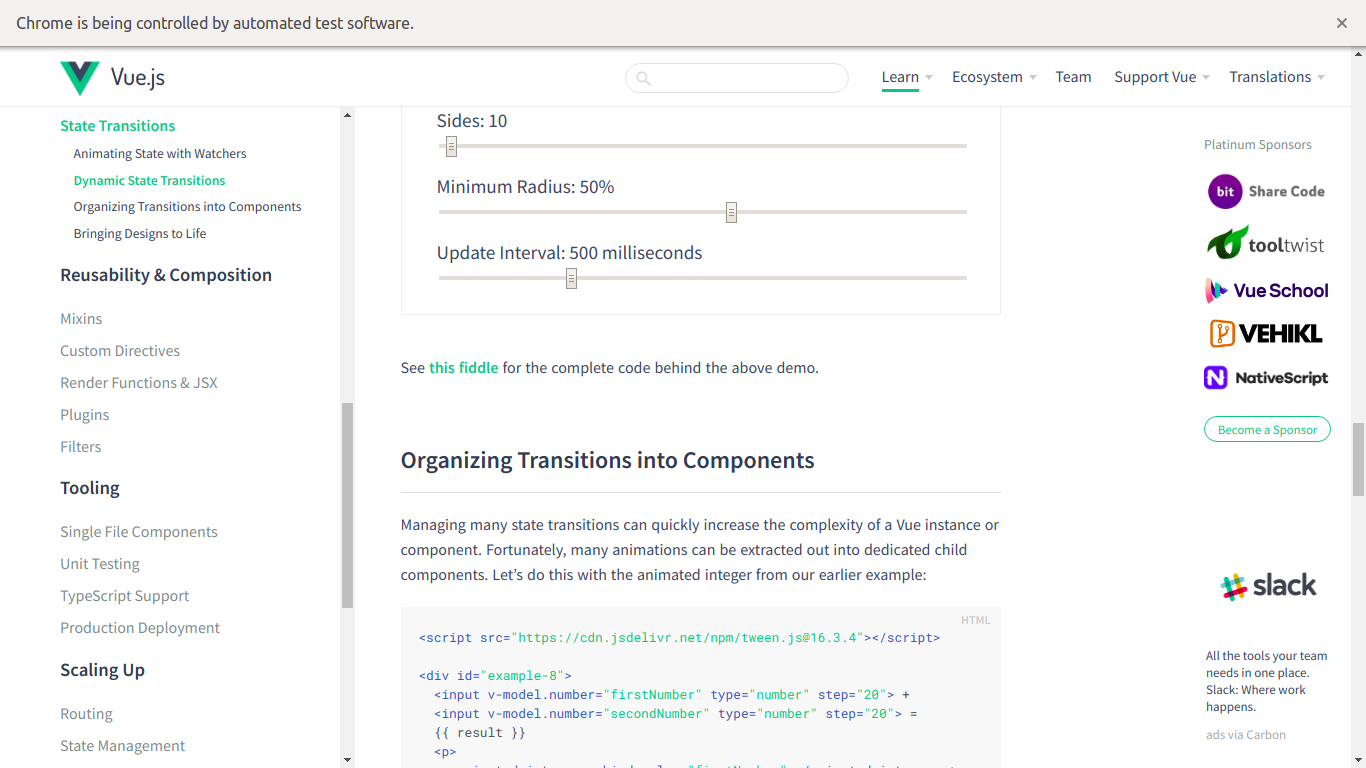 Chrome is being controlled by automated test software.
Vue.js
Learn
Ecosystem
Team
Support Vue
Translations
State Transitions
Animating State with Watchers
Dynamic State Transitions
Organizing Transitions into Components
Bringing Designs to Life
Reusability & Composition
Mixins
Custom Directives
Render Functions & JSX
Plugins
Filters
Tooling
Single File Components
Unit Testing
TypeScript Support
Production Deployment
Scaling Up
Routing
State Management
Sides: 10
Minimum Radius: 50%
Update Interval: 500 milliseconds
See this fiddle for the complete code behind the above demo.
Organizing Transitions into Components
Managing many state transitions can quickly increase the complexity of a Vue instance or
component. Fortunately, many animations can be extracted out into dedicated child
components. Let's do this with the animated integer from our earlier example:
HTML
<script src="https://cdn.jsdelivr.net/npm/tween.js@16.3.4"></script>
<div id="example-8">
<input v-model.number="firstNumber" type="number" step="20"> +
<input v-model.number="secondNumber" type="number" step="20"> =
{{ result }}
<p>
Platinum Sponsors
bit Share Code
tooltwist
Vue School
VEHIKL
NativeScript
Become a Sponsor
slack
All the tools your team
needs in one place.
Slack: Where work
happens.
ads via Carbon